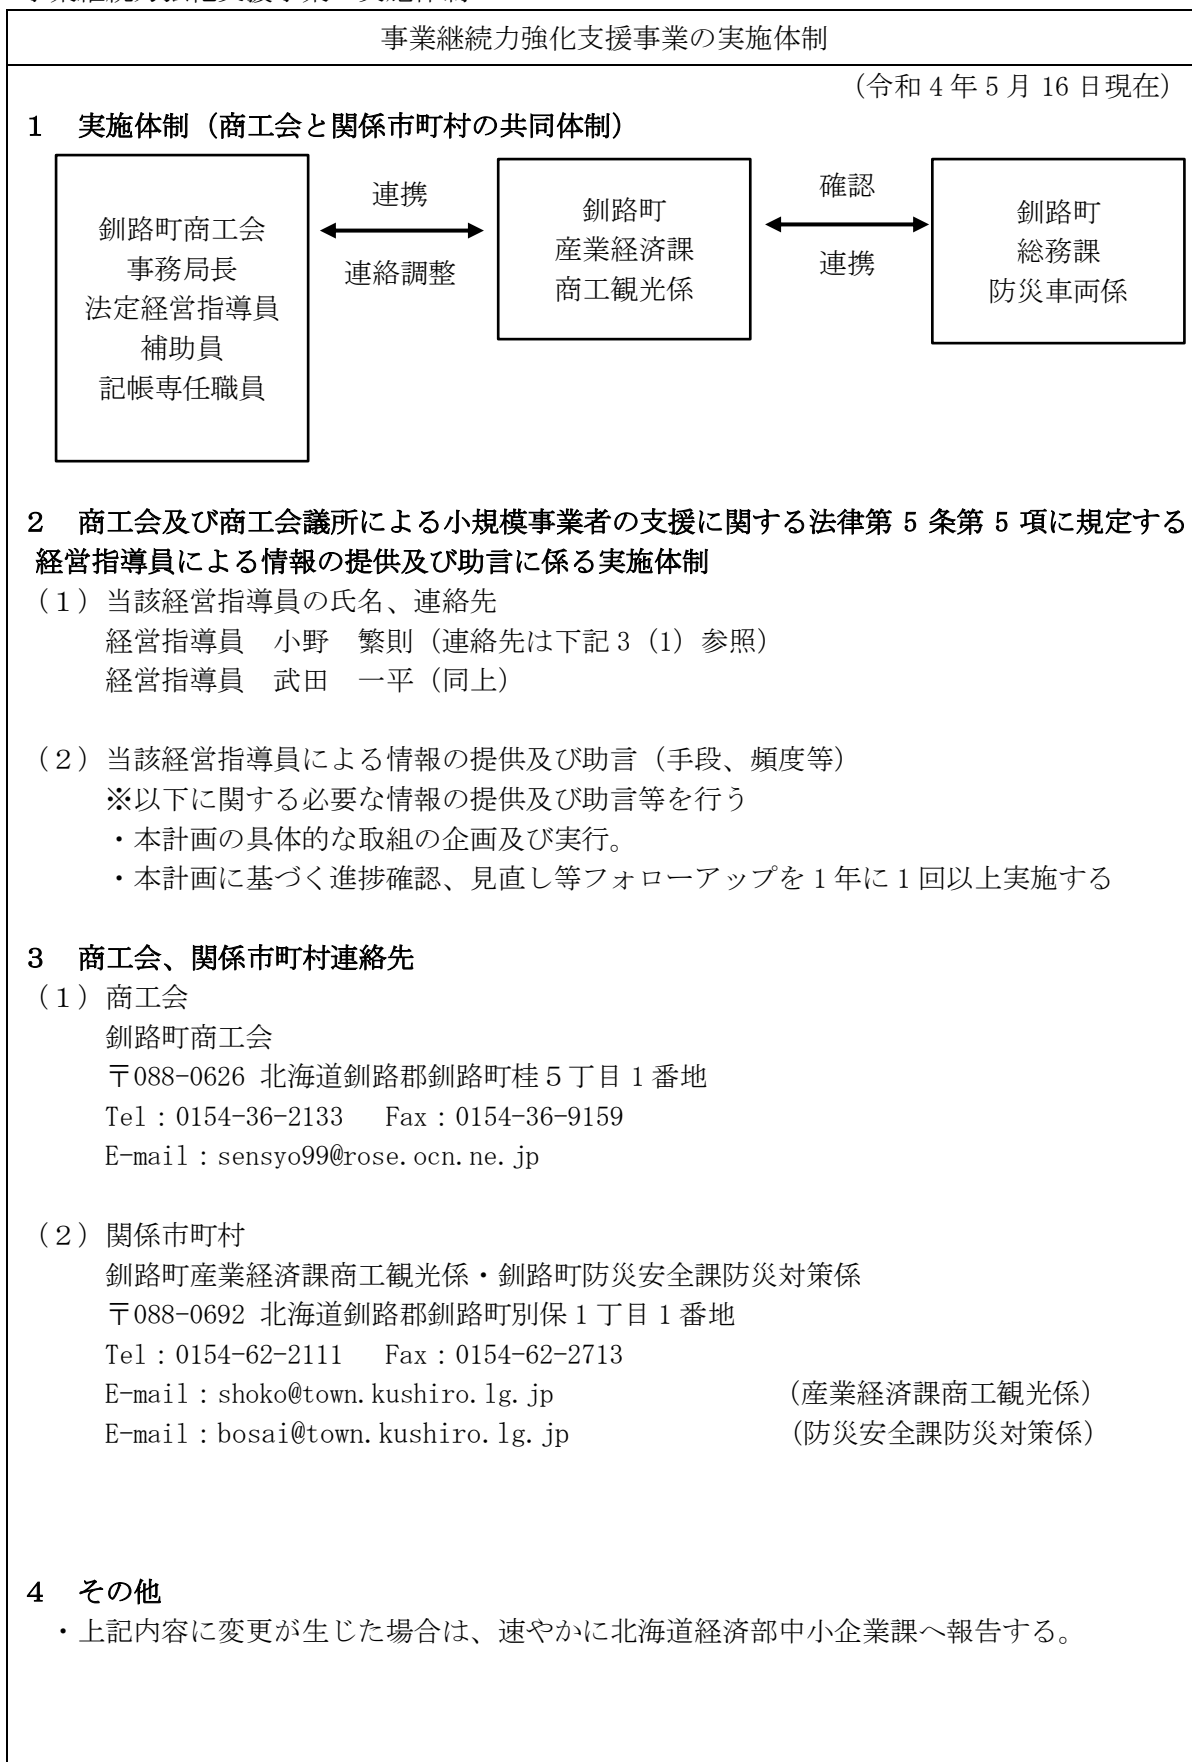 事業継続力強化支援事業の実施体制
（令和 4 年 5 月 16 日現在）
１　実施体制（商工会と関係市町村の共同体制）
釧路町商工会
事務局長
法定経営指導員
補助員
記帳専任職員
連携
連絡調整
釧路町
産業経済課
商工観光係
確認
連携
釧路町
総務課
防災車両係
２　商工会及び商工会議所による小規模事業者の支援に関する法律第 5 条第 5 項に規定する
経営指導員による情報の提供及び助言に係る実施体制
（１）当該経営指導員の氏名、連絡先
経営指導員　小野　繁則（連絡先は下記 3（1）参照）
経営指導員　武田　一平（同上）
（２）当該経営指導員による情報の提供及び助言（手段、頻度等）
※以下に関する必要な情報の提供及び助言等を行う
・本計画の具体的な取組の企画及び実行。
・本計画に基づく進捗確認、見直し等フォローアップを 1 年に 1 回以上実施する
３　商工会、関係市町村連絡先
（１）商工会
釧路町商工会
〒088-0626 北海道釧路郡釧路町桂５丁目 1 番地
Tel：0154-36-2133　Fax：0154-36-9159
E-mail：sensyo99@rose.ocn.ne.jp
（２）関係市町村
釧路町産業経済課商工観光係・釧路町防災安全課防災対策係
〒088-0692 北海道釧路郡釧路町別保 1 丁目 1 番地
Tel：0154-62-2111　Fax：0154-62-2713
E-mail：shoko@town.kushiro.lg.jp　（産業経済課商工観光係）
E-mail：bosai@town.kushiro.lg.jp　（防災安全課防災対策係）
４　その他
・上記内容に変更が生じた場合は、速やかに北海道経済部中小企業課へ報告する。